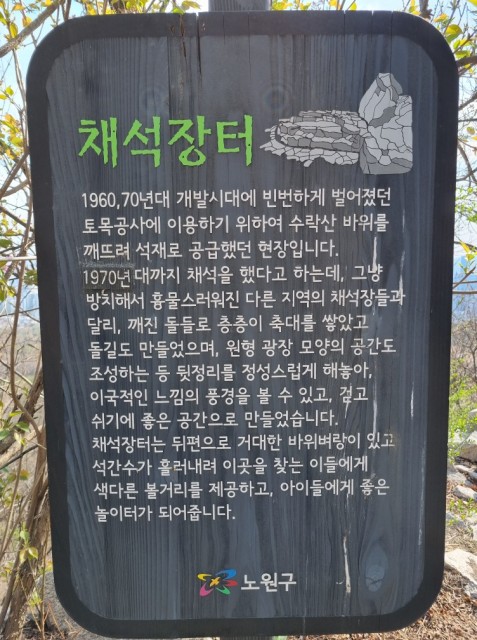 채석장터
1960,70년대 개발시대에 빈번하게 벌어졌던
토목공사에 이용하기 위하여 수락산 바위를
깨뜨려 석재로 공급했던 현장입니다.
1970년대까지 채석을 했다고 하는데, 그냥
방치해서 흉물스러워진 다른 지역의 채석장들과
달리, 깨진 돌들로 층층이 축대를 쌓았고
돌길도 만들었으며, 원형 광장 모양의 공간도
조성하는 등 뒷정리를 정성스럽게 해놓아,
이국적인 느낌의 풍경을 볼 수 있고, 걷고
쉬기에 좋은 공간으로 만들었습니다.
채석장터는 뒤편으로 거대한 바위벼랑이 있고
석간수가 흘러내려 이곳을 찾는 이들에게
색다른 볼거리를 제공하고, 아이들에게 좋은
놀이터가 되어줍니다.
노원구